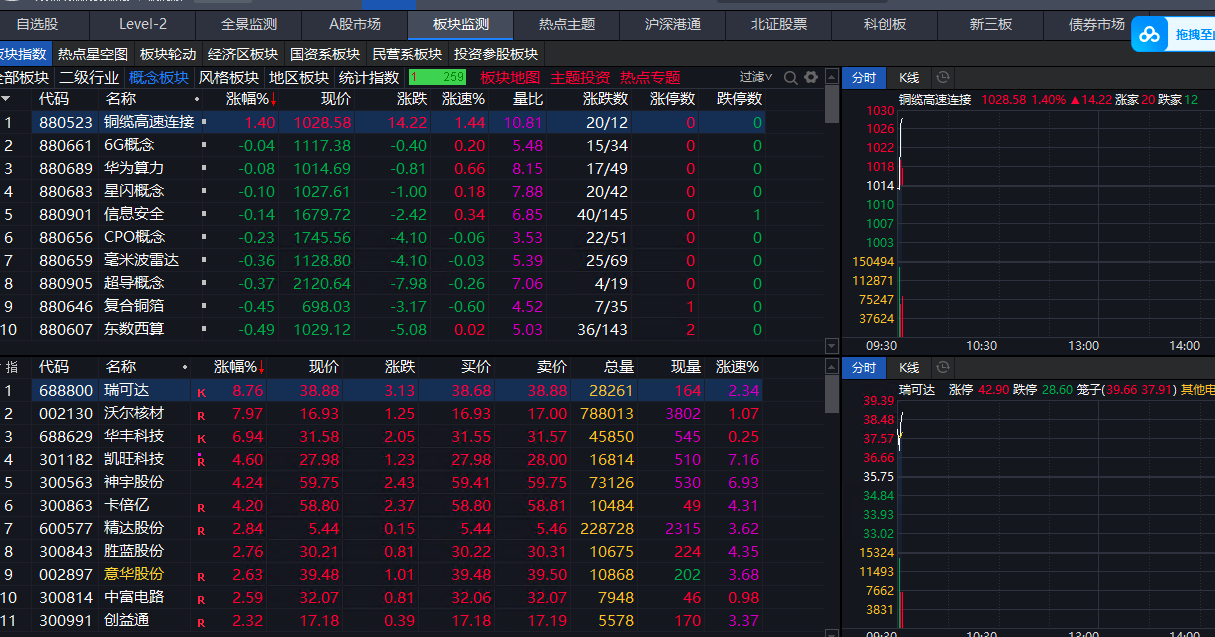 自选股 Level-2 全景监测 A股市场 板块监测 热点主题 沪深港通 北证股票 科创板 新三板 债券市场
拖拽至
板块指数 热点星空图 板块轮动 经济区板块 国资系板块 民营系板块 投资参股板块
全部板块 二级行业 概念板块 风格板块 地区板块 统计指数 1 259 板块地图 主题投资 热点专题 过滤
代码 名称 涨幅%↓ 现价 涨跌 涨速% 量比 涨跌数 涨停数 跌停数
1 880523 铜缆高速连接 1.40 1028.58 14.22 1.44 10.81 20/12 0 0
2 880661 6G概念 -0.04 1117.38 -0.40 0.20 5.48 15/34 0 0
3 880689 华为算力 -0.08 1014.69 -0.81 0.66 8.15 17/49 0 0
4 880683 星闪概念 -0.10 1027.61 -1.00 0.18 7.88 20/42 0 0
5 880901 信息安全 -0.14 1679.72 -2.42 0.34 6.85 40/145 0 1
6 880656 CPO概念 -0.23 1745.56 -4.10 -0.06 3.53 22/51 0 0
7 880659 毫米波雷达 -0.36 1128.80 -4.10 -0.03 5.39 25/69 0 0
8 880905 超导概念 -0.37 2120.64 -7.98 -0.26 7.06 4/19 0 0
9 880646 复合铜箔 -0.45 698.03 -3.17 -0.60 4.52 7/35 1 0
10 880607 东数西算 -0.49 1029.12 -5.08 0.02 5.03 36/143 2 0
分时 K线
铜缆高速连接 1028.58 1.40% ▲14.22 涨家20 跌家12
1030
1026
1022
1018
1014
1010
1007
1003
150494
112871
75247
37624
09:30 10:30 13:00 14:00
指 代码 名称 涨幅%↓ 现价 涨跌 买价 卖价 总量 现量 涨速%
1 688800 瑞可达 K 8.76 38.88 3.13 38.68 38.88 28261 164 2.34
2 002130 沃尔核材 R 7.97 16.93 1.25 16.93 17.00 788013 3802 1.07
3 688629 华丰科技 K 6.94 31.58 2.05 31.55 31.57 45850 545 0.25
4 301182 凯旺科技 R 4.60 27.98 1.23 27.98 28.00 16814 510 7.16
5 300563 神宇股份 4.24 59.75 2.43 59.41 59.75 73126 530 6.93
6 300863 卡倍亿 R 4.20 58.80 2.37 58.80 58.81 10484 49 4.31
7 600577 精达股份 R 2.84 5.44 0.15 5.44 5.46 228728 2315 3.62
8 300843 胜蓝股份 2.76 30.21 0.81 30.22 30.31 10675 224 4.35
9 002897 意华股份 R 2.63 39.48 1.01 39.48 39.50 10868 202 3.68
10 300814 中富电路 R 2.59 32.07 0.81 32.06 32.07 7948 46 0.98
11 300991 创益通 R 2.32 17.18 0.39 17.18 17.19 5578 170 3.37
分时 K线
瑞可达 涨停 42.90 跌停 28.60 笼子(39.66 37.91) 其他电
39.39
38.48
37.57
36.66
35.75
34.84
33.93
33.02
15324
11493
7662
3831
09:30 10:30 13:00 14:00